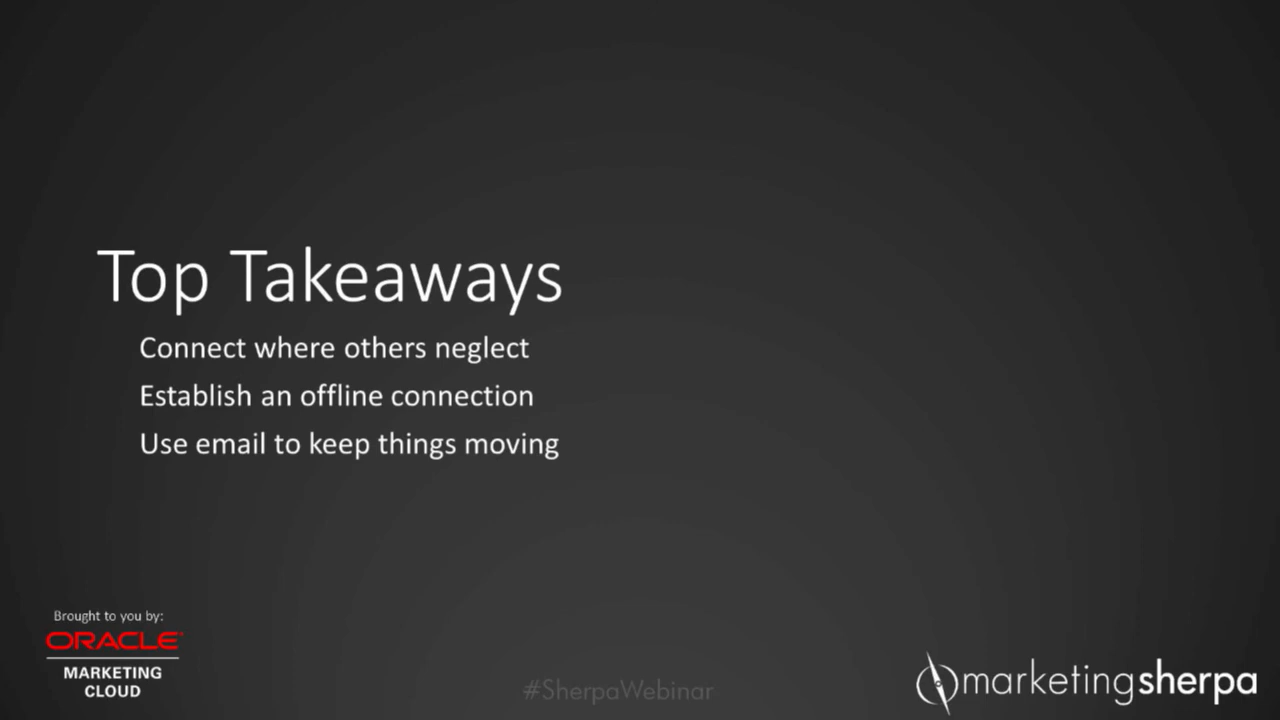 Top Takeaways
Connect where others neglect
Establish an offline connection
Use email to keep things moving
Brought to you by:
ORACLE®
MARKETING
CLOUD
#SherpaWebinar
marketingsherpa